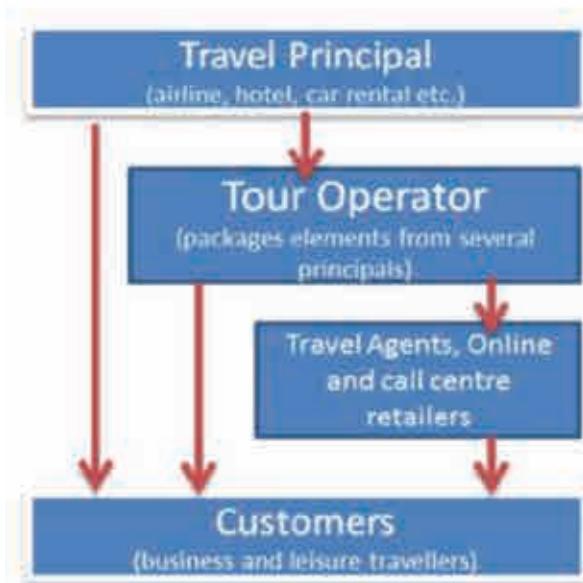 Travel Principal
(airline, hotel, car rental etc.)
Tour Operator
(packages elements from several
principals)
Travel Agents, Online
and call centre
retailers
Customers
(business and leisure travellers)